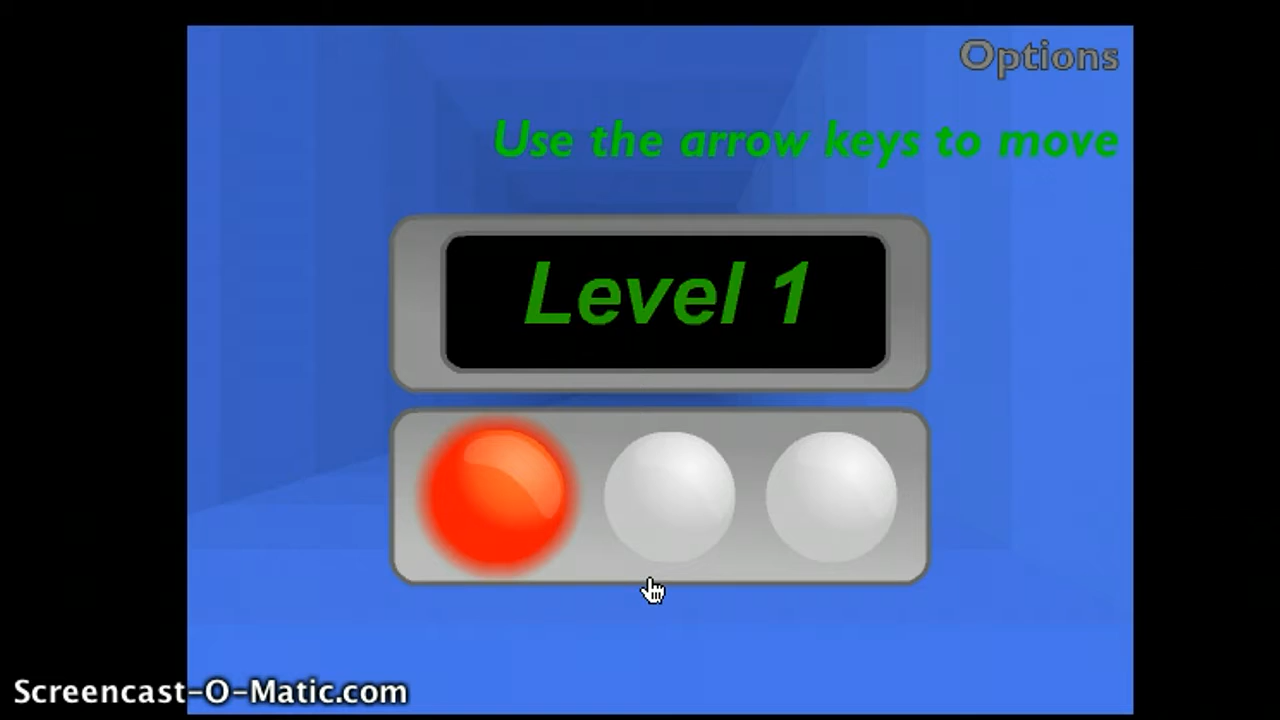 Options
Use the arrow keys to move
Level 1
Screencast-O-Matic.com